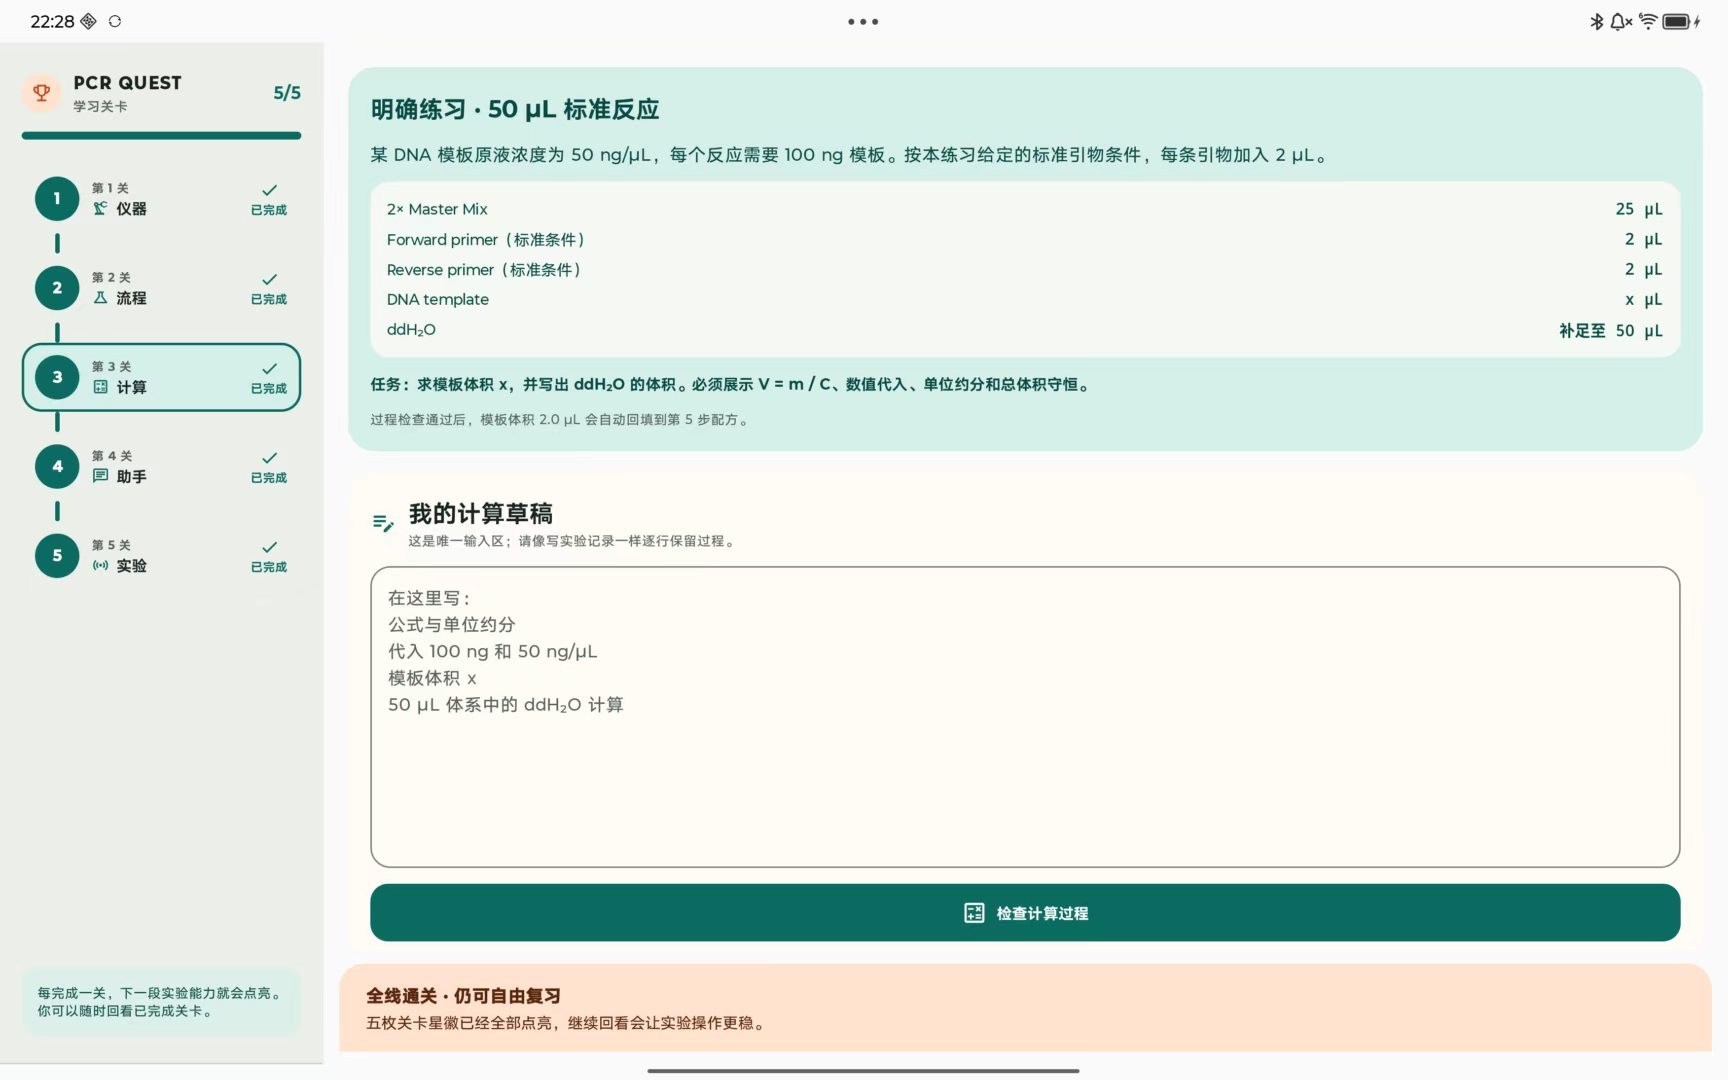 22:28
PCR QUEST
学习关卡
5/5
第 1 关
仪器
已完成
第 2 关
流程
已完成
第 3 关
计算
已完成
第 4 关
助手
已完成
第 5 关
实验
已完成
每完成一关，下一段实验能力就会点亮。
你可以随时回看已完成关卡。
明确练习 · 50 μL 标准反应
某 DNA 模板原液浓度为 50 ng/μL，每个反应需要 100 ng 模板。按本练习给定的标准引物条件，每条引物加入 2 μL。
2× Master Mix 25 μL
Forward primer（标准条件） 2 μL
Reverse primer（标准条件） 2 μL
DNA template x μL
ddH₂O 补足至 50 μL
任务：求模板体积 x，并写出 ddH₂O 的体积。必须展示 V = m / C、数值代入、单位约分和总体积守恒。
过程检查通过后，模板体积 2.0 μL 会自动回填到第 5 步配方。
我的计算草稿
这是唯一输入区；请像写实验记录一样逐行保留过程。
在这里写：
公式与单位约分
代入 100 ng 和 50 ng/μL
模板体积 x
50 μL 体系中的 ddH₂O 计算
检查计算过程
全线通关 · 仍可自由复习
五枚关卡星徽已经全部点亮，继续回看会让实验操作更稳。
1
2
3
4
5